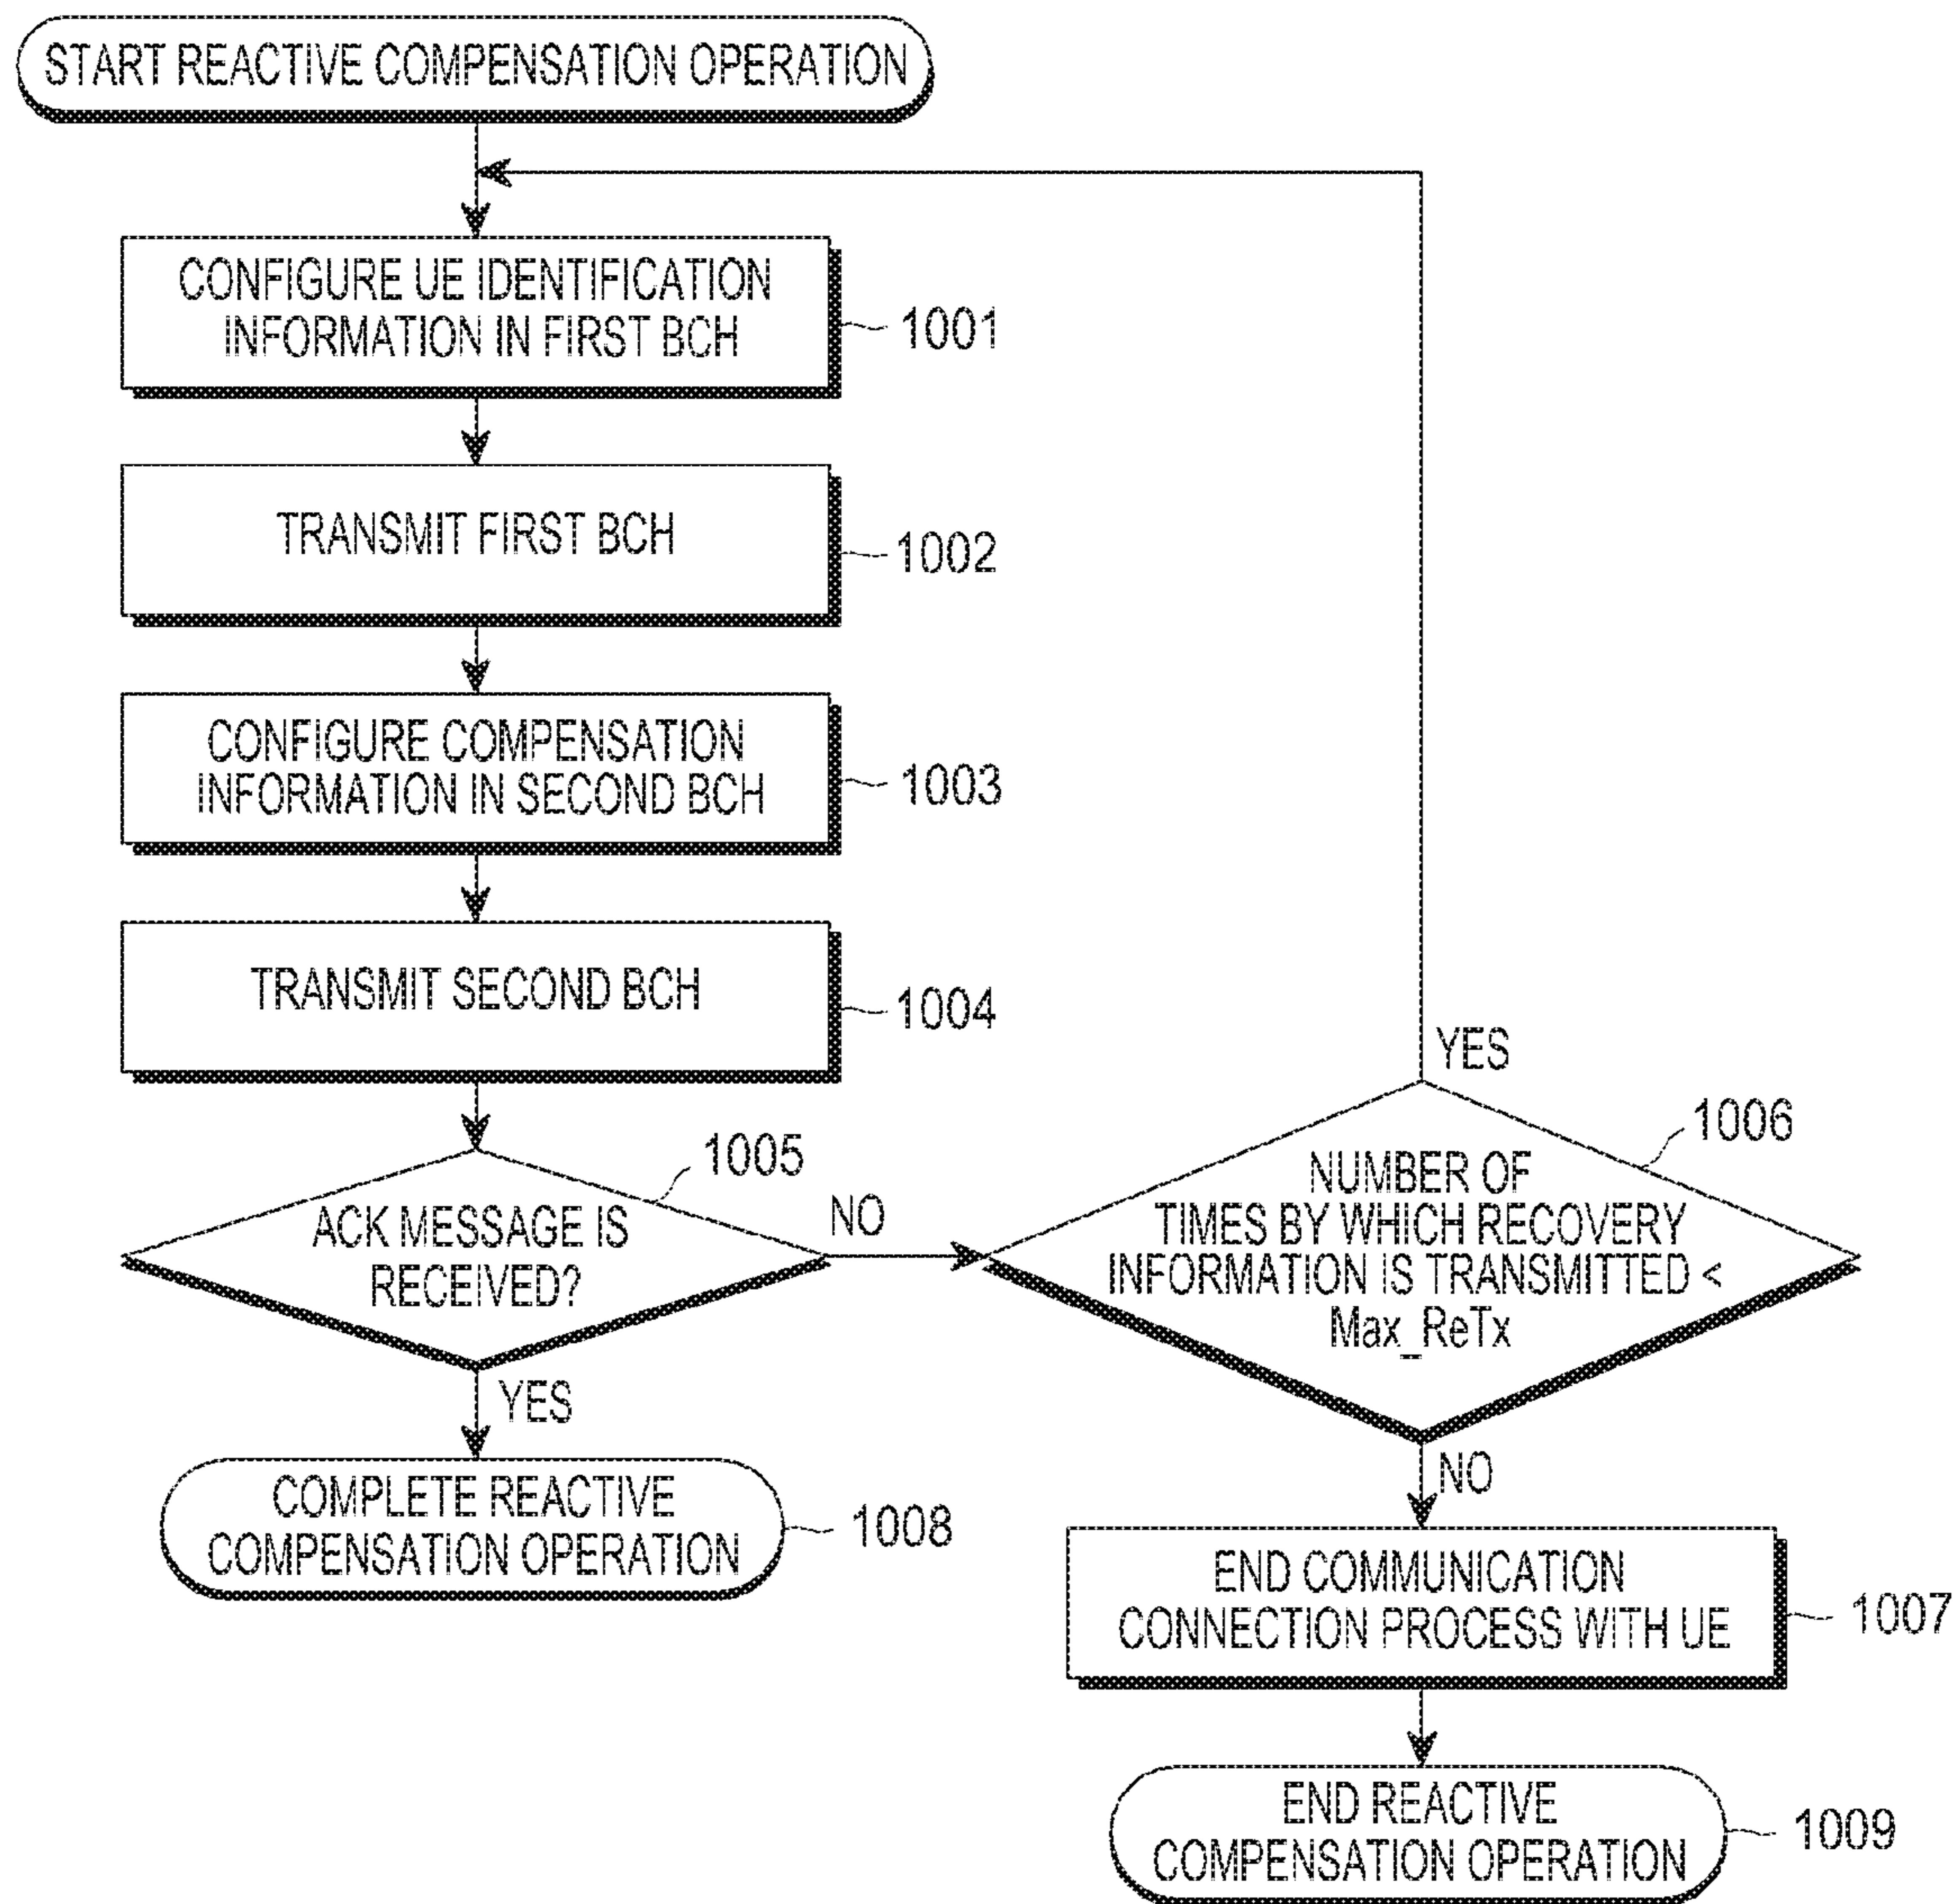 START REACTIVE COMPENSATION OPERATION
CONFIGURE UE IDENTIFICATION
INFORMATION IN FIRST BCH
1001
TRANSMIT FIRST BCH
1002
CONFIGURE COMPENSATION
INFORMATION IN SECOND BCH
1003
TRANSMIT SECOND BCH
1004
ACK MESSAGE IS
RECEIVED?
1005
NO
YES
NUMBER OF
TIMES BY WHICH RECOVERY
INFORMATION IS TRANSMITTED <
Max_ReTx
1006
YES
NO
COMPLETE REACTIVE
COMPENSATION OPERATION
1008
END COMMUNICATION
CONNECTION PROCESS WITH UE
1007
END REACTIVE
COMPENSATION OPERATION
1009